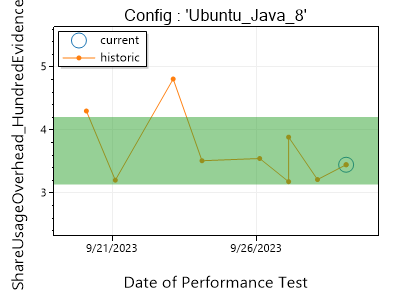 Config : 'Ubuntu_Java_8'
current
historic
ShareUsageOverhead_HundredEvidence
5
4
3
9/21/2023
9/26/2023
Date of Performance Test